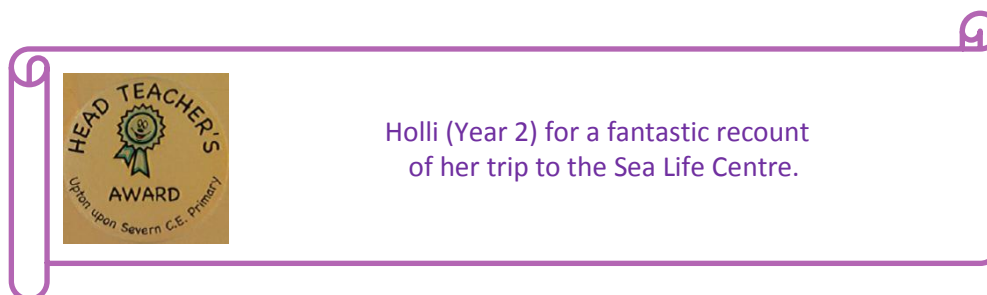 HEAD TEACHER'S
AWARD
Upton upon Severn C.E. Primary
Holli (Year 2) for a fantastic recount
of her trip to the Sea Life Centre.